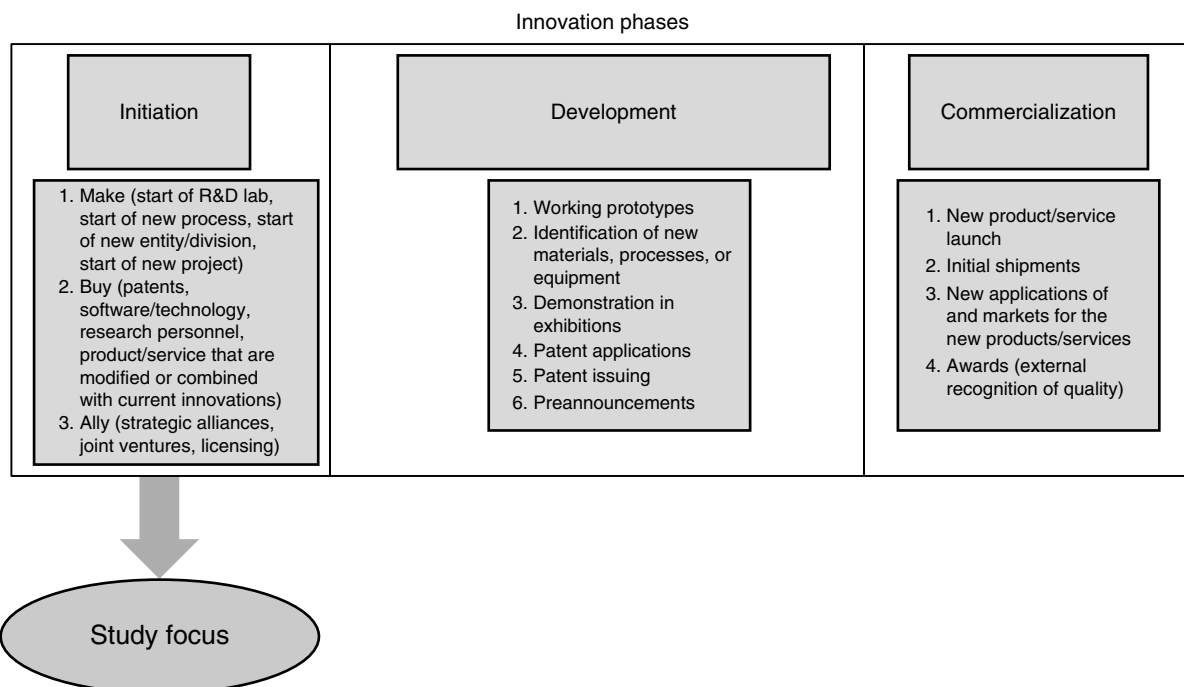 Innovation phases
Initiation
1. Make (start of R&D lab,
start of new process, start
of new entity/division,
start of new project)
2. Buy (patents,
software/technology,
research personnel,
product/service that are
modified or combined
with current innovations)
3. Ally (strategic alliances,
joint ventures, licensing)
Development
1. Working prototypes
2. Identification of new
materials, processes, or
equipment
3. Demonstration in
exhibitions
4. Patent applications
5. Patent issuing
6. Preannouncements
Commercialization
1. New product/service
launch
2. Initial shipments
3. New applications of
and markets for the
new products/services
4. Awards (external
recognition of quality)
Study focus